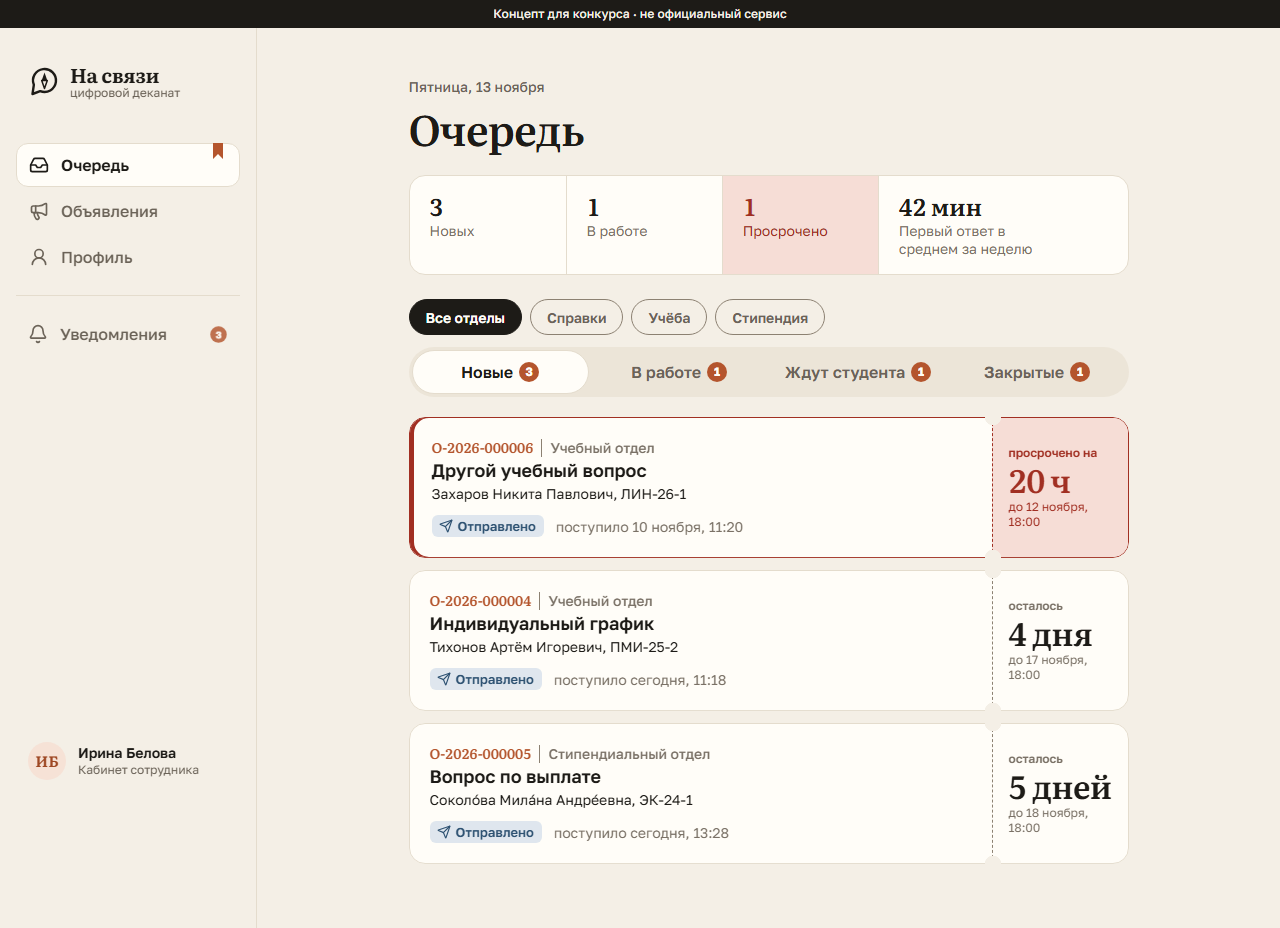 Концепт для конкурса · не официальный сервис
На связи
цифровой деканат
Очередь
Объявления
Профиль
Уведомления 3
ИБ
Ирина Белова
Кабинет сотрудника
Пятница, 13 ноября
Очередь
3
Новых
1
В работе
1
Просрочено
42 мин
Первый ответ в
среднем за неделю
Все отделы
Справки
Учёба
Стипендия
Новые 3
В работе 1
Ждут студента 1
Закрытые 1
О-2026-000006 Учебный отдел
Другой учебный вопрос
Захаров Никита Павлович, ЛИН-26-1
Отправлено поступило 10 ноября, 11:20
просрочено на
20 ч
до 12 ноября,
18:00
О-2026-000004 Учебный отдел
Индивидуальный график
Тихонов Артём Игоревич, ПМИ-25-2
Отправлено поступило сегодня, 11:18
осталось
4 дня
до 17 ноября,
18:00
О-2026-000005 Стипендиальный отдел
Вопрос по выплате
Соколо́ва Мила́на Андре́евна, ЭК-24-1
Отправлено поступило сегодня, 13:28
осталось
5 дней
до 18 ноября,
18:00